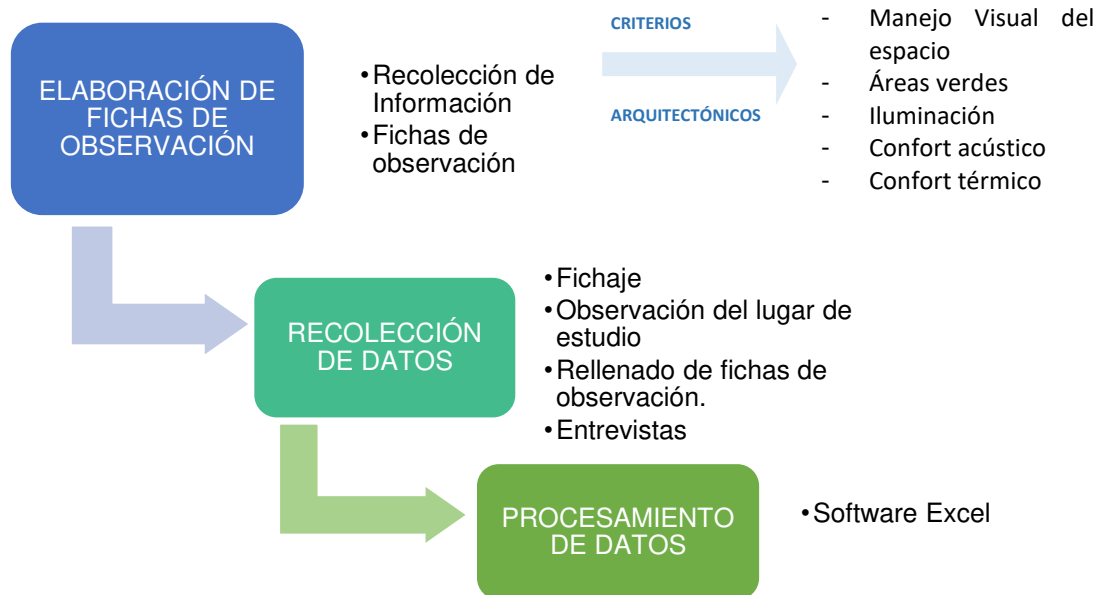 ELABORACIÓN DE
FICHAS DE
OBSERVACIÓN
•Recolección de
Información
•Fichas de
observación
CRITERIOS
ARQUITECTÓNICOS
- Manejo Visual del
espacio
- Áreas verdes
- Iluminación
- Confort acústico
- Confort térmico
RECOLECCIÓN
DE DATOS
•Fichaje
•Observación del lugar de
estudio
•Rellenado de fichas de
observación.
•Entrevistas
PROCESAMIENTO
DE DATOS
•Software Excel